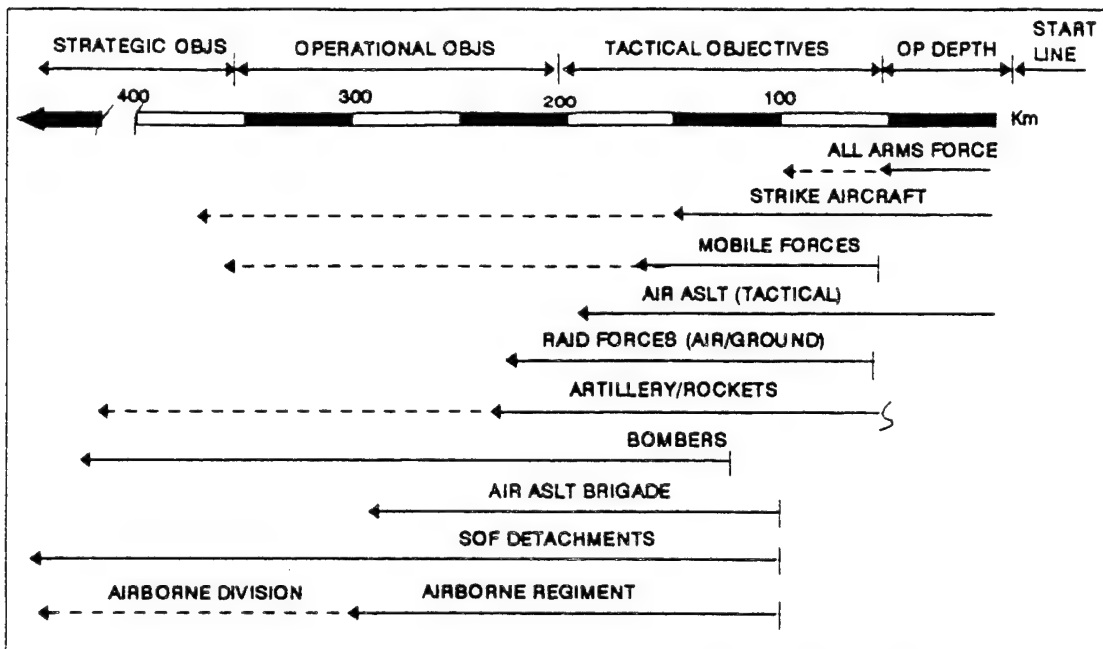 STRATEGIC OBJS OPERATIONAL OBJS TACTICAL OBJECTIVES OP DEPTH START LINE
400 300 200 100 Km
ALL ARMS FORCE
STRIKE AIRCRAFT
MOBILE FORCES
AIR ASLT (TACTICAL)
RAID FORCES (AIR/GROUND)
ARTILLERY/ROCKETS
BOMBERS
AIR ASLT BRIGADE
SOF DETACHMENTS
AIRBORNE DIVISION AIRBORNE REGIMENT